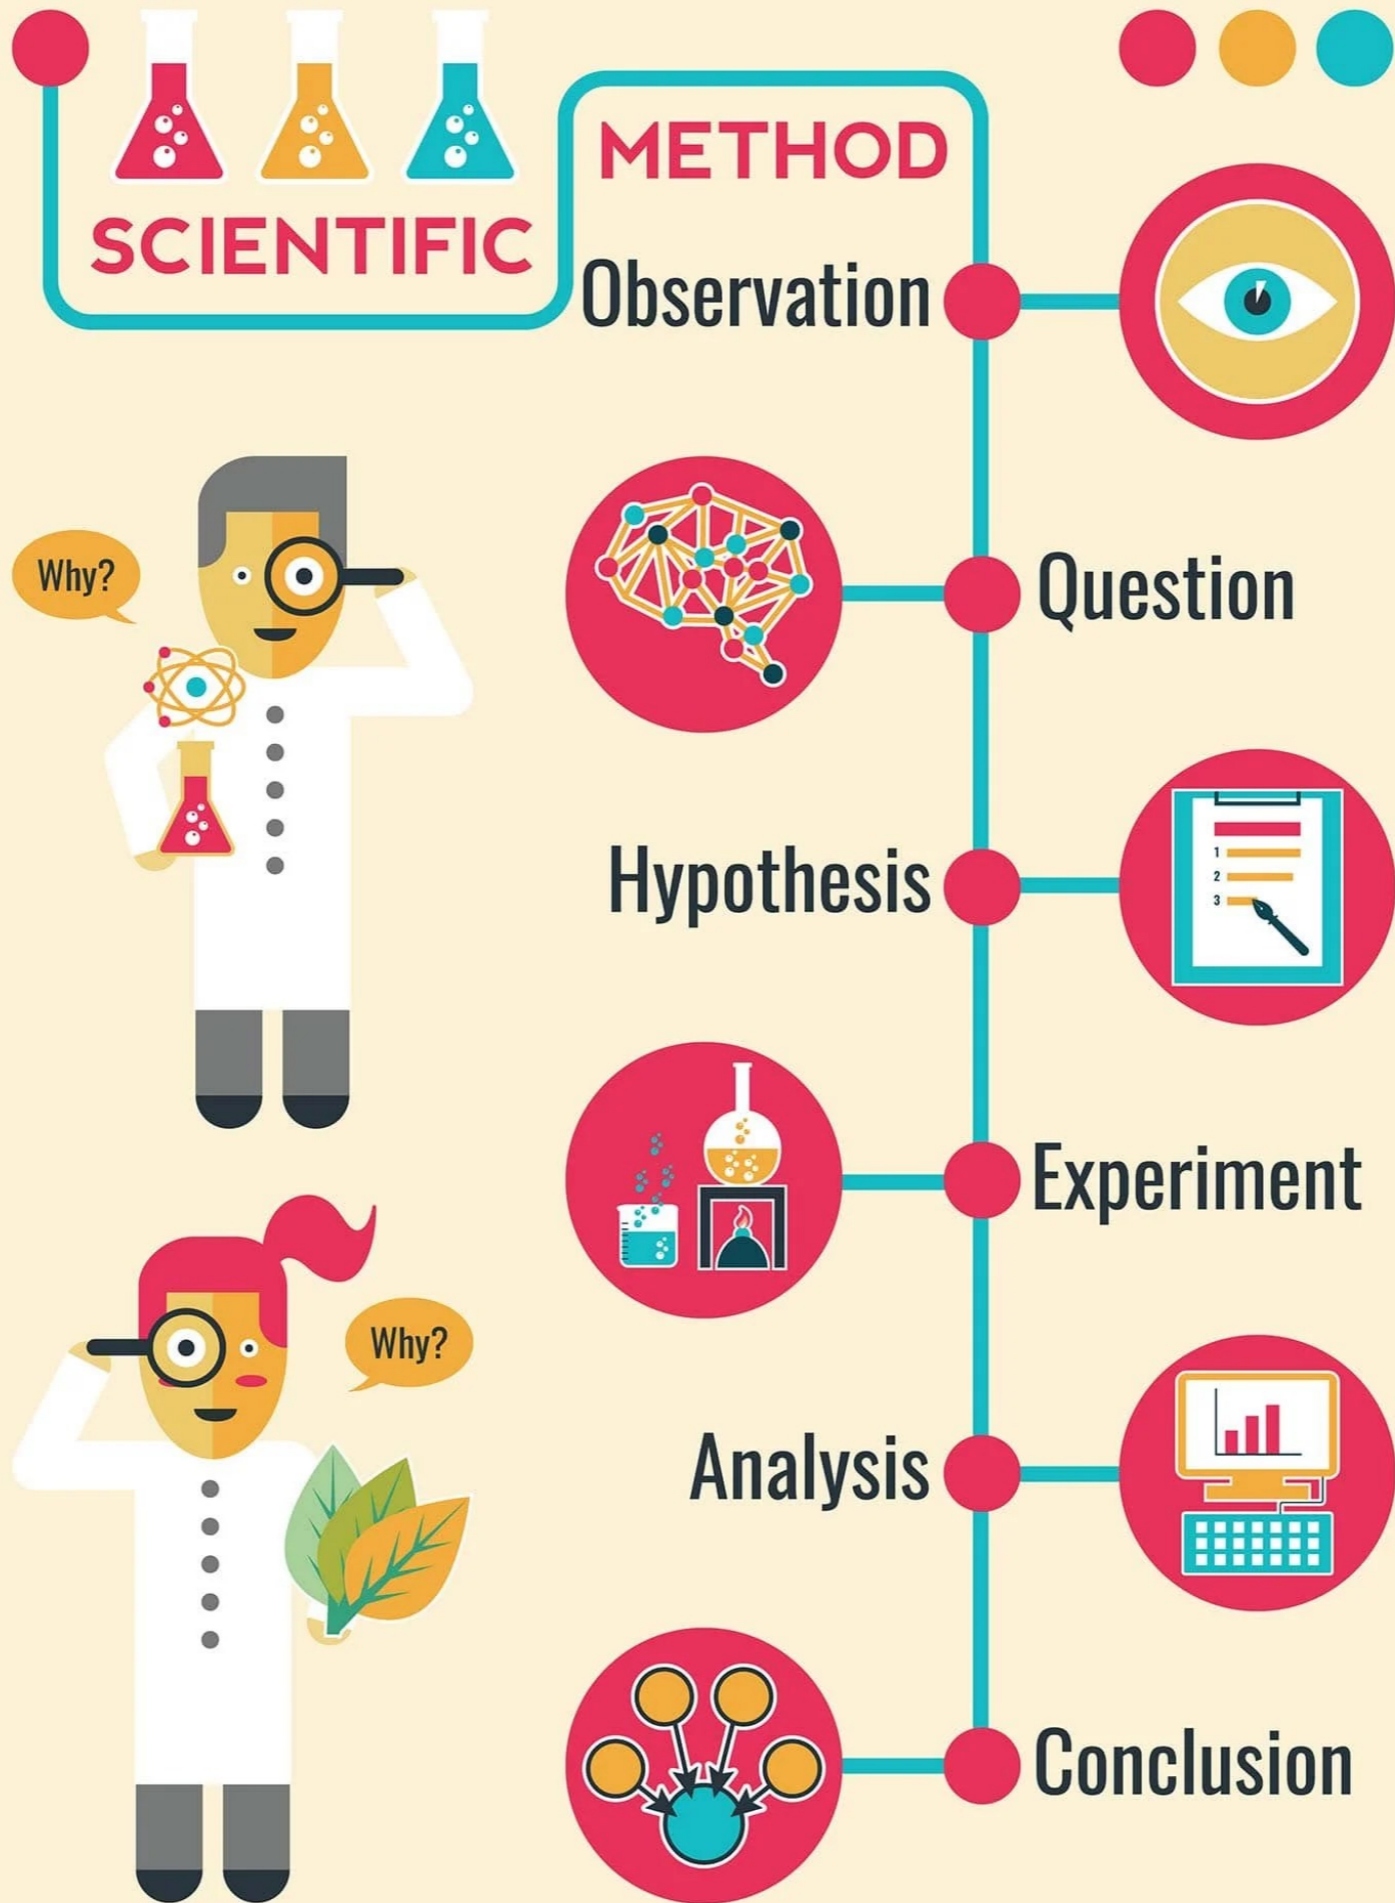 SCIENTIFIC
METHOD
Observation
Why?
Question
Hypothesis
1
2
3
Experiment
Why?
Analysis
Conclusion